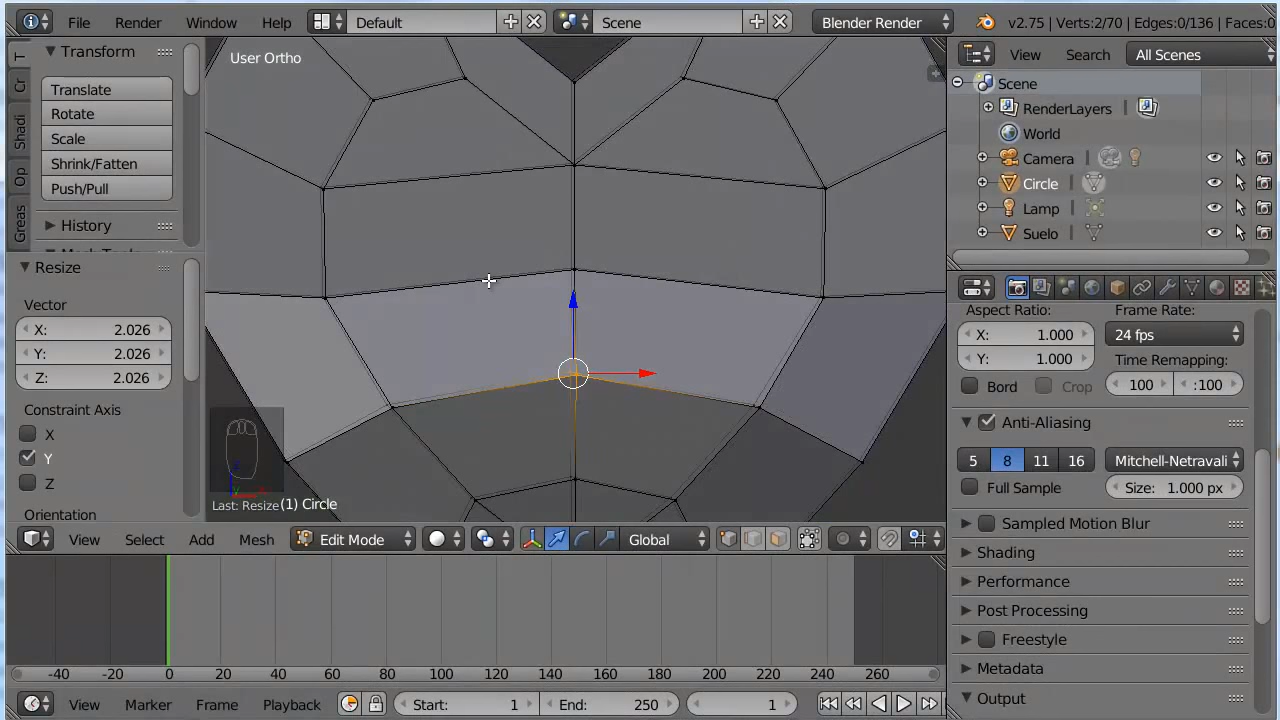 File Render Window Help Default Scene Blender Render v2.75 | Verts:2/70 | Edges:0/136 | Faces:0
T
Cr
Shadi
Op
Greas
Transform
Translate
Rotate
Scale
Shrink/Fatten
Push/Pull
History
Resize
Vector
X: 2.026
Y: 2.026
Z: 2.026
Constraint Axis
X
Y
Z
Orientation
User Ortho
Last: Resize
(1) Circle
View Select Add Mesh Edit Mode Global
-40 -20 0 20 40 60 80 100 120 140 160 180 200 220 240 260
View Marker Frame Playback Start: 1 End: 250 1
View Search All Scenes
Scene
RenderLayers
World
Camera
Circle
Lamp
Suelo
Aspect Ratio: Frame Rate:
X: 1.000 24 fps
Y: 1.000 Time Remapping:
Bord Crop 100 :100
Anti-Aliasing
5 8 11 16 Mitchell-Netravali
Full Sample Size: 1.000 px
Sampled Motion Blur
Shading
Performance
Post Processing
Freestyle
Metadata
Output